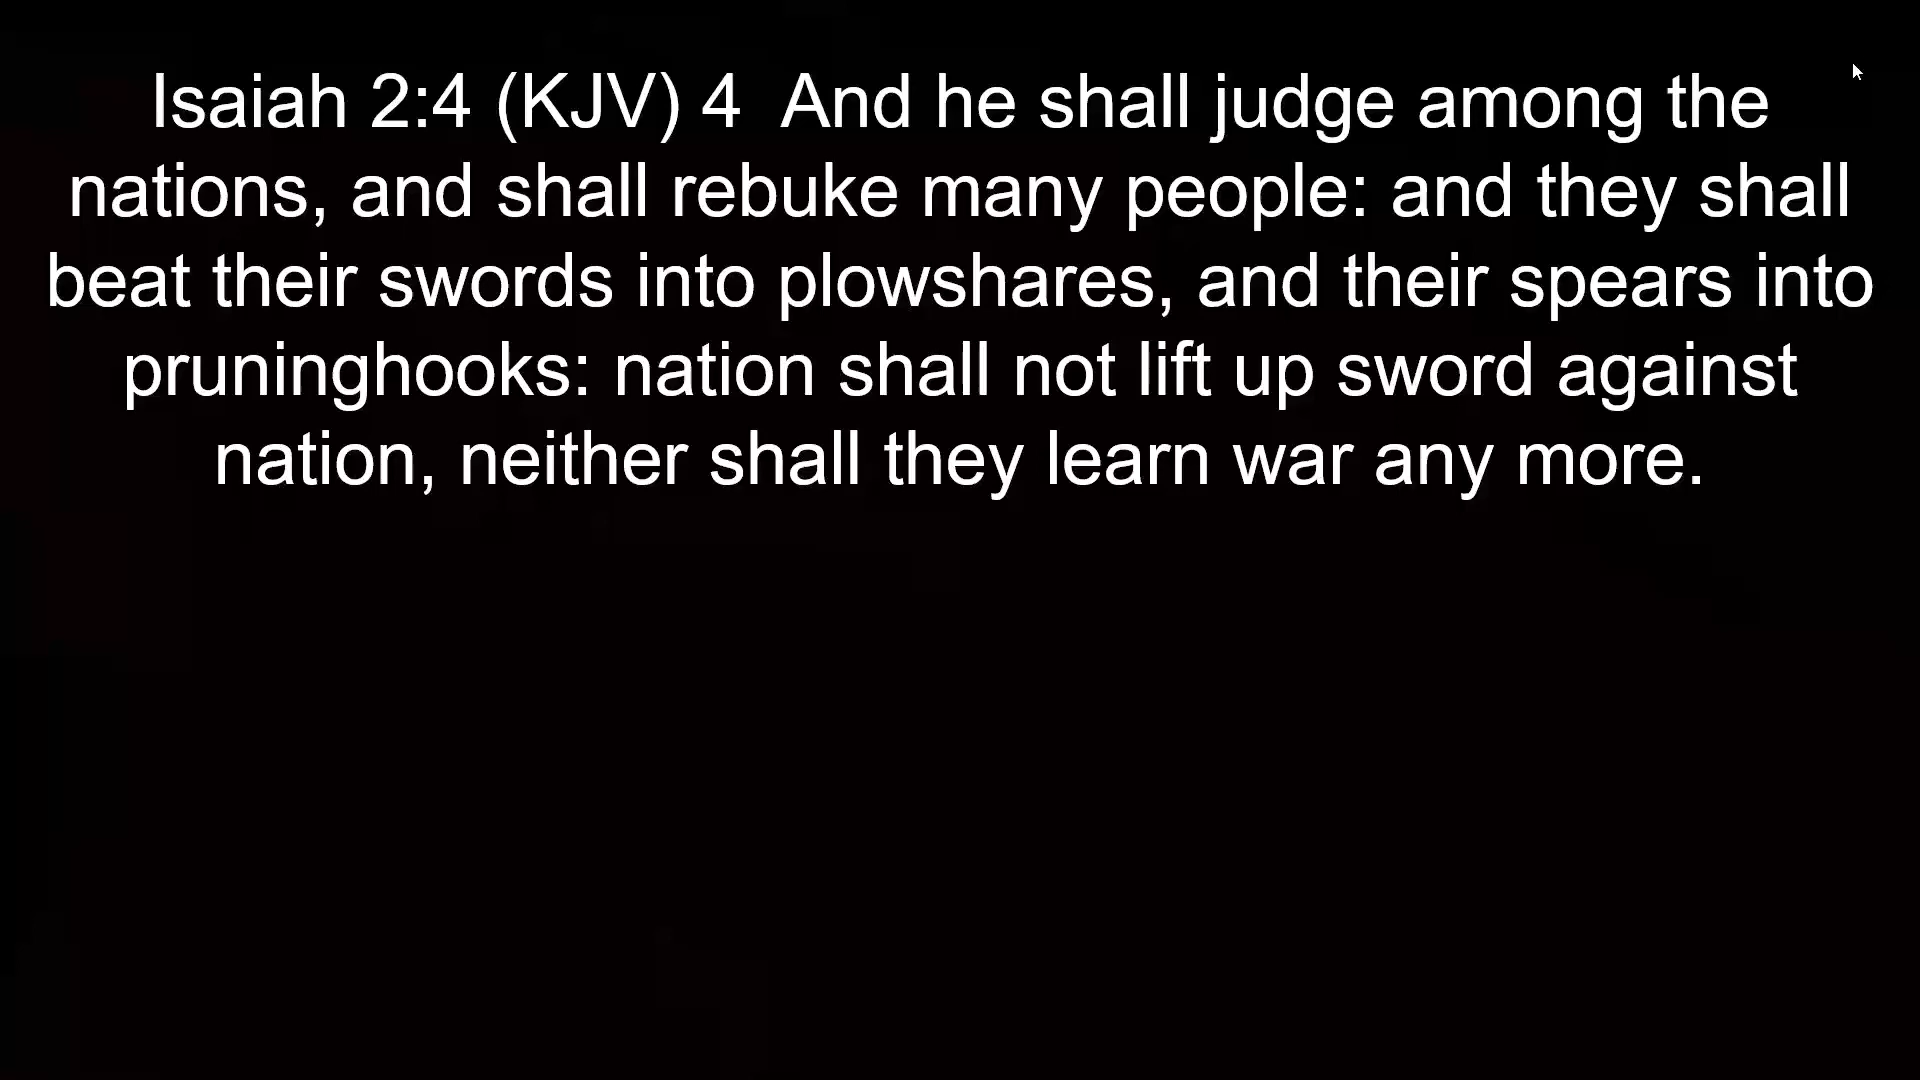 Isaiah 2:4 (KJV) 4  And he shall judge among the
nations, and shall rebuke many people: and they shall
beat their swords into plowshares, and their spears into
pruninghooks: nation shall not lift up sword against
nation, neither shall they learn war any more.